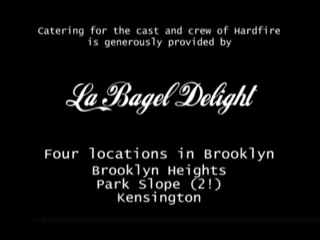 Catering for the cast and crew of Hardfire
is generously provided by
La Bagel Delight
Four locations in Brooklyn
Brooklyn Heights
Park Slope (2!)
Kensington